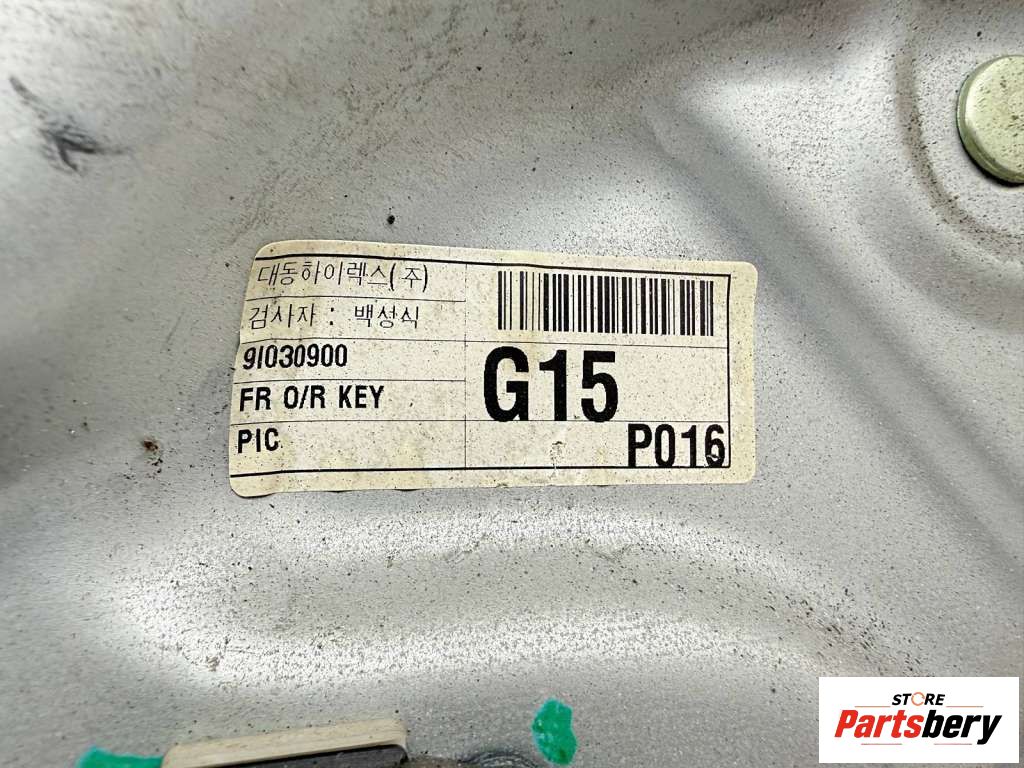 대동하이렉스(주)
검사자 : 백성식
91030900
FR O/R KEY
PIC
G15
P016
STORE
Partsbery